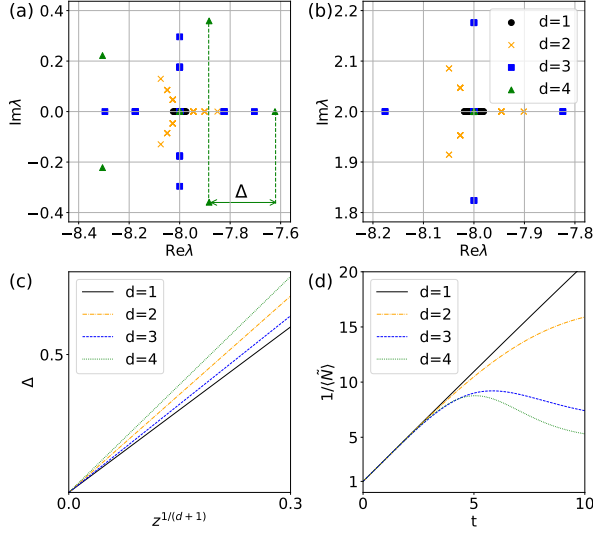 (a)
0.4
0.2
0.0
−0.2
−0.4
Imλ
−8.4 −8.2 −8.0 −7.8 −7.6
Reλ
Δ
(b)
2.2
2.1
2.0
1.9
1.8
Imλ
−8.2 −8.1 −8.0 −7.9 −7.8
Reλ
d=1
d=2
d=3
d=4
(c)
d=1
d=2
d=3
d=4
0.5
Δ
0.0 0.3
z^{1/(d+1)}
(d)
d=1
d=2
d=3
d=4
20
15
10
5
1
1/⟨Ñ⟩
0 5 10
t